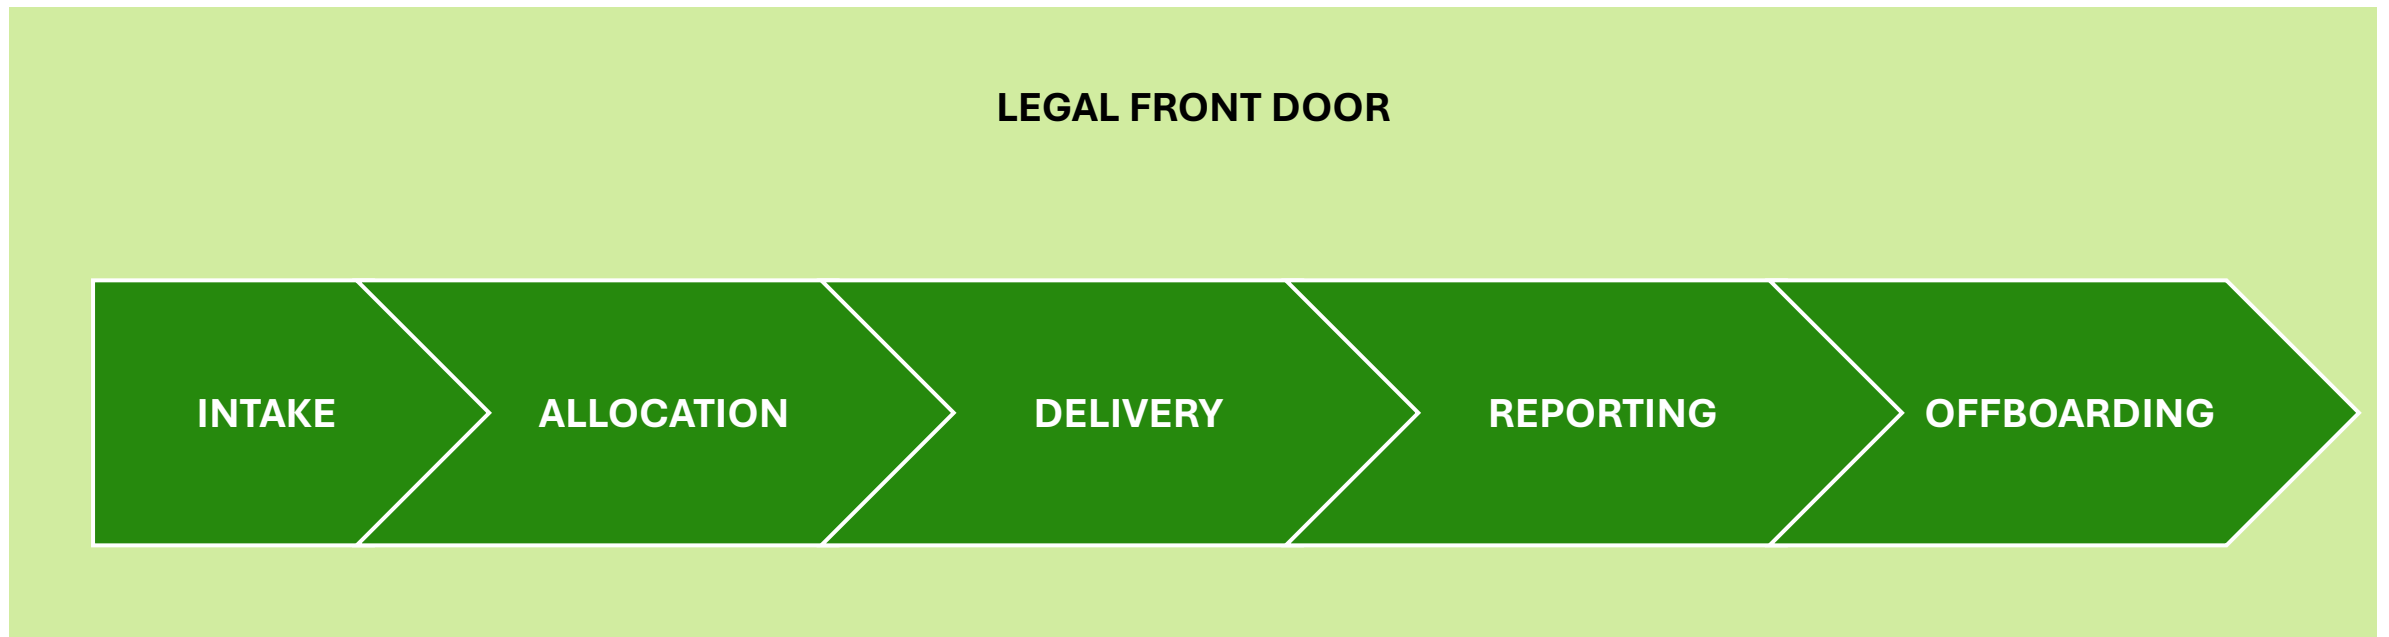 LEGAL FRONT DOOR
INTAKE
ALLOCATION
DELIVERY
REPORTING
OFFBOARDING